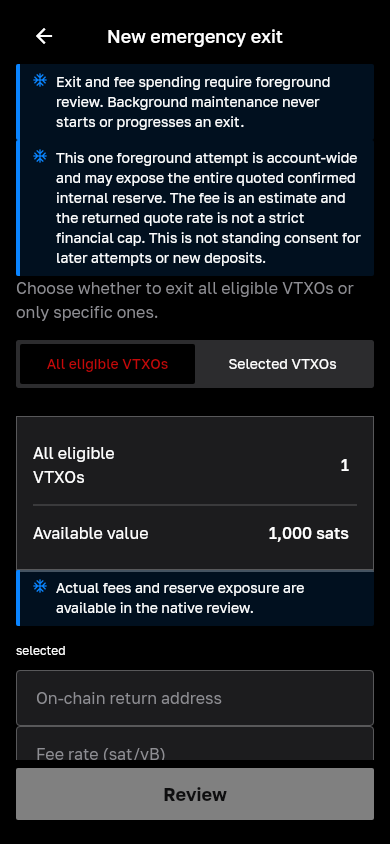 New emergency exit
Exit and fee spending require foreground
review. Background maintenance never
starts or progresses an exit.
This one foreground attempt is account-wide
and may expose the entire quoted confirmed
internal reserve. The fee is an estimate and
the returned quote rate is not a strict
financial cap. This is not standing consent for
later attempts or new deposits.
Choose whether to exit all eligible VTXOs or
only specific ones.
All eligible VTXOs
Selected VTXOs
All eligible
VTXOs
1
Available value
1,000 sats
Actual fees and reserve exposure are
available in the native review.
selected
On-chain return address
Fee rate (sat/vB)
Review